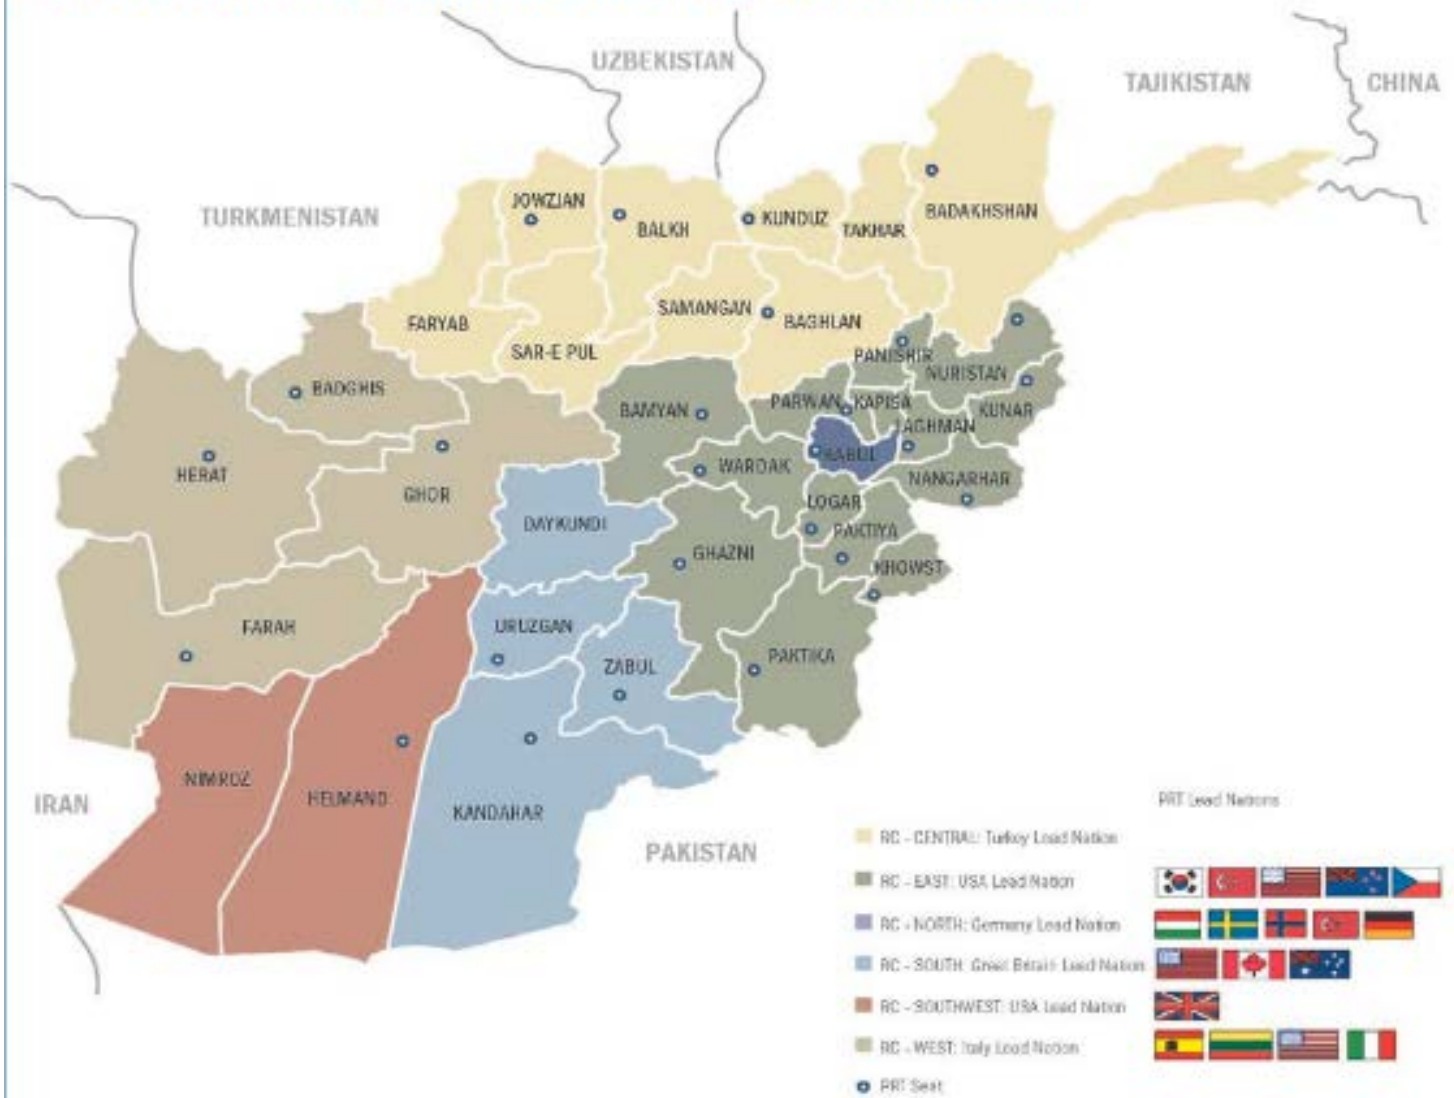 UZBEKISTAN
TAJIKISTAN
CHINA
TURKMENISTAN
JOWZJAN
BALKH
KUNDUZ
TAKHAR
BADAKHSHAN
FARYAB
SAR-E PUL
SAMANGAN
BAGHLAN
PANJSHIR
NURISTAN
BADGHIS
BAMYAN
PARWAN
KAPISA
KUNAR
LAGHMAN
HERAT
GHOR
WARDAK
KABUL
NANGARHAR
LOGAR
DAYKUNDI
PAKTIYA
GHAZNI
KHOWST
FARAH
URUZGAN
ZABUL
PAKTIKA
NIMROZ
HELMAND
KANDAHAR
IRAN
PAKISTAN
PRT Lead Nations
RC - CENTRAL: Turkey Lead Nation
RC - EAST: USA Lead Nation
RC - NORTH: Germany Lead Nation
RC - SOUTH: Great Britain Lead Nation
RC - SOUTHWEST: USA Lead Nation
RC - WEST: Italy Lead Nation
PRT Seat